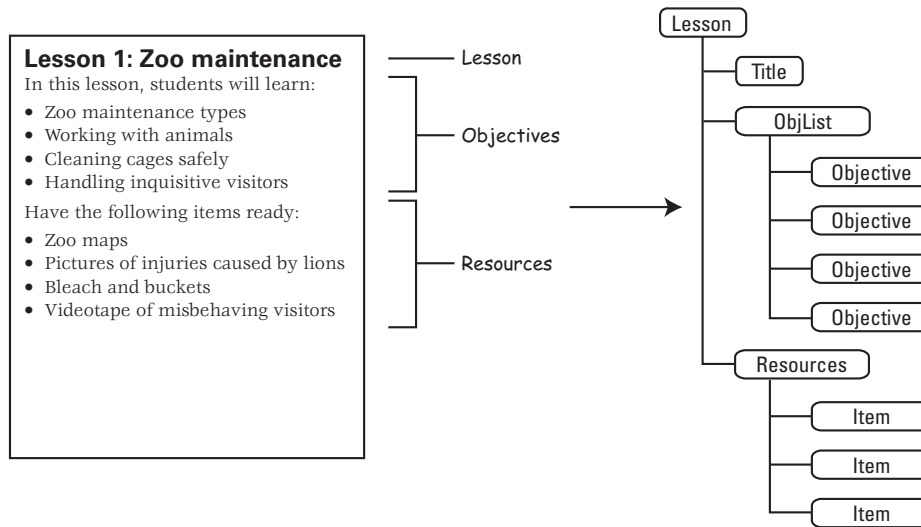 Lesson 1: Zoo maintenance
In this lesson, students will learn:
• Zoo maintenance types
• Working with animals
• Cleaning cages safely
• Handling inquisitive visitors
Have the following items ready:
• Zoo maps
• Pictures of injuries caused by lions
• Bleach and buckets
• Videotape of misbehaving visitors
Lesson
Objectives
Resources
Lesson
Title
ObjList
Objective
Objective
Objective
Objective
Resources
Item
Item
Item